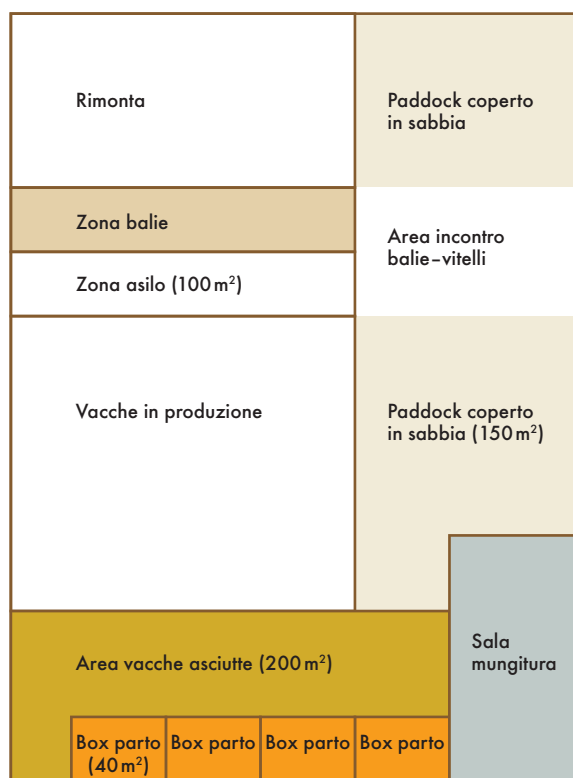 Rimonta
Paddock coperto
in sabbia
Zona balie
Area incontro
balie–vitelli
Zona asilo (100 m²)
Vacche in produzione
Paddock coperto
in sabbia (150 m²)
Sala
mungitura
Area vacche asciutte (200 m²)
Box parto
(40 m²)
Box parto
Box parto
Box parto